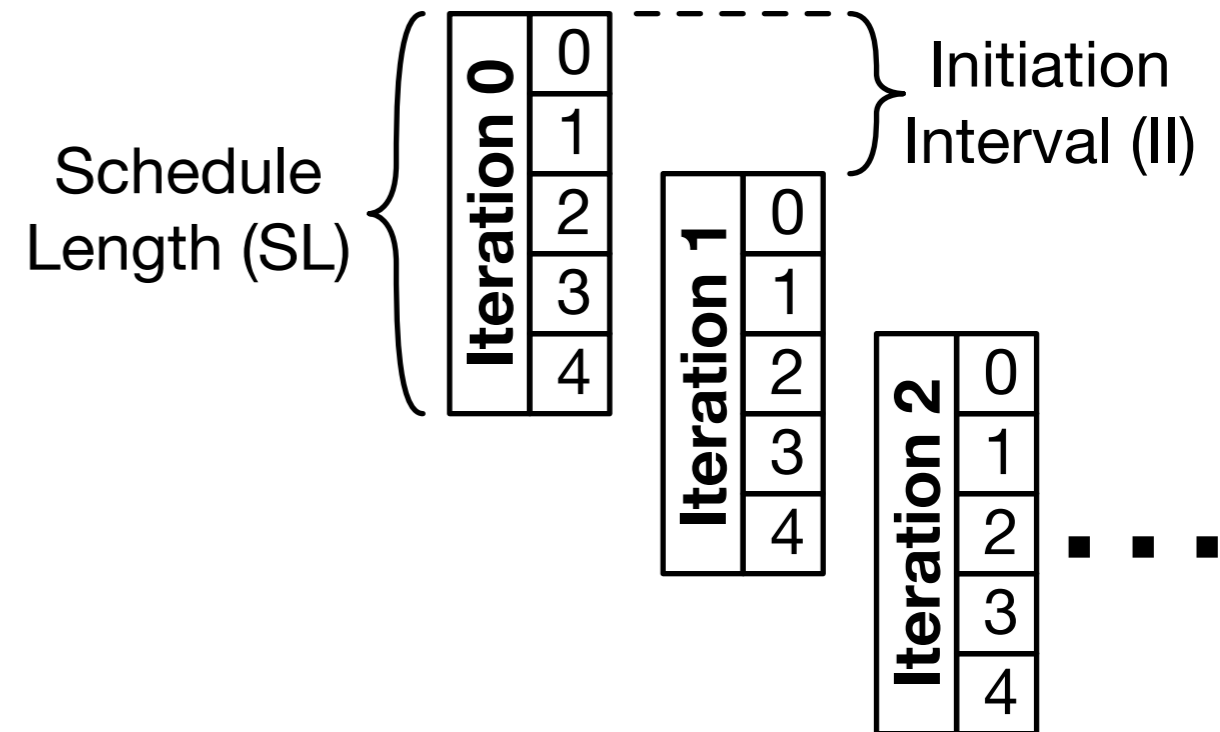 Schedule
Length (SL)
Iteration 0
0
1
2
3
4
Initiation
Interval (II)
Iteration 1
0
1
2
3
4
Iteration 2
0
1
2
3
4
. . .